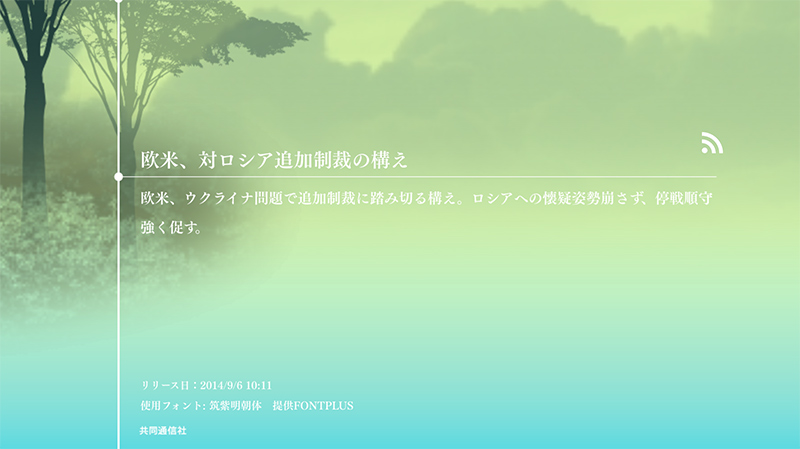 欧米、対ロシア追加制裁の構え
欧米、ウクライナ問題で追加制裁に踏み切る構え。ロシアへの懐疑姿勢崩さず、停戦順守
強く促す。
リリース日：2014/9/6 10:11
使用フォント: 筑紫明朝体　提供FONTPLUS
共同通信社